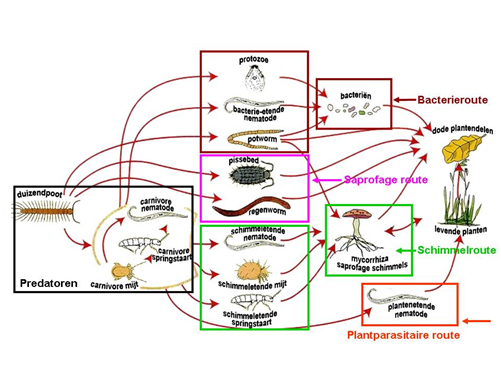 protozoe
bacterie-etende
nematode
potworm
bacteriën
Bacterieroute
dode plantendelen
pissebed
regenworm
Saprofage route
duizendpoot
carnivore
nematode
carnivore
springstaart
carnivore mijt
Predatoren
schimmeletende
nematode
schimmeletende mijt
schimmeletende
springstaart
mycorrhiza
saprofage schimmels
Schimmelroute
levende planten
plantenetende
nematode
Plantparasitaire route